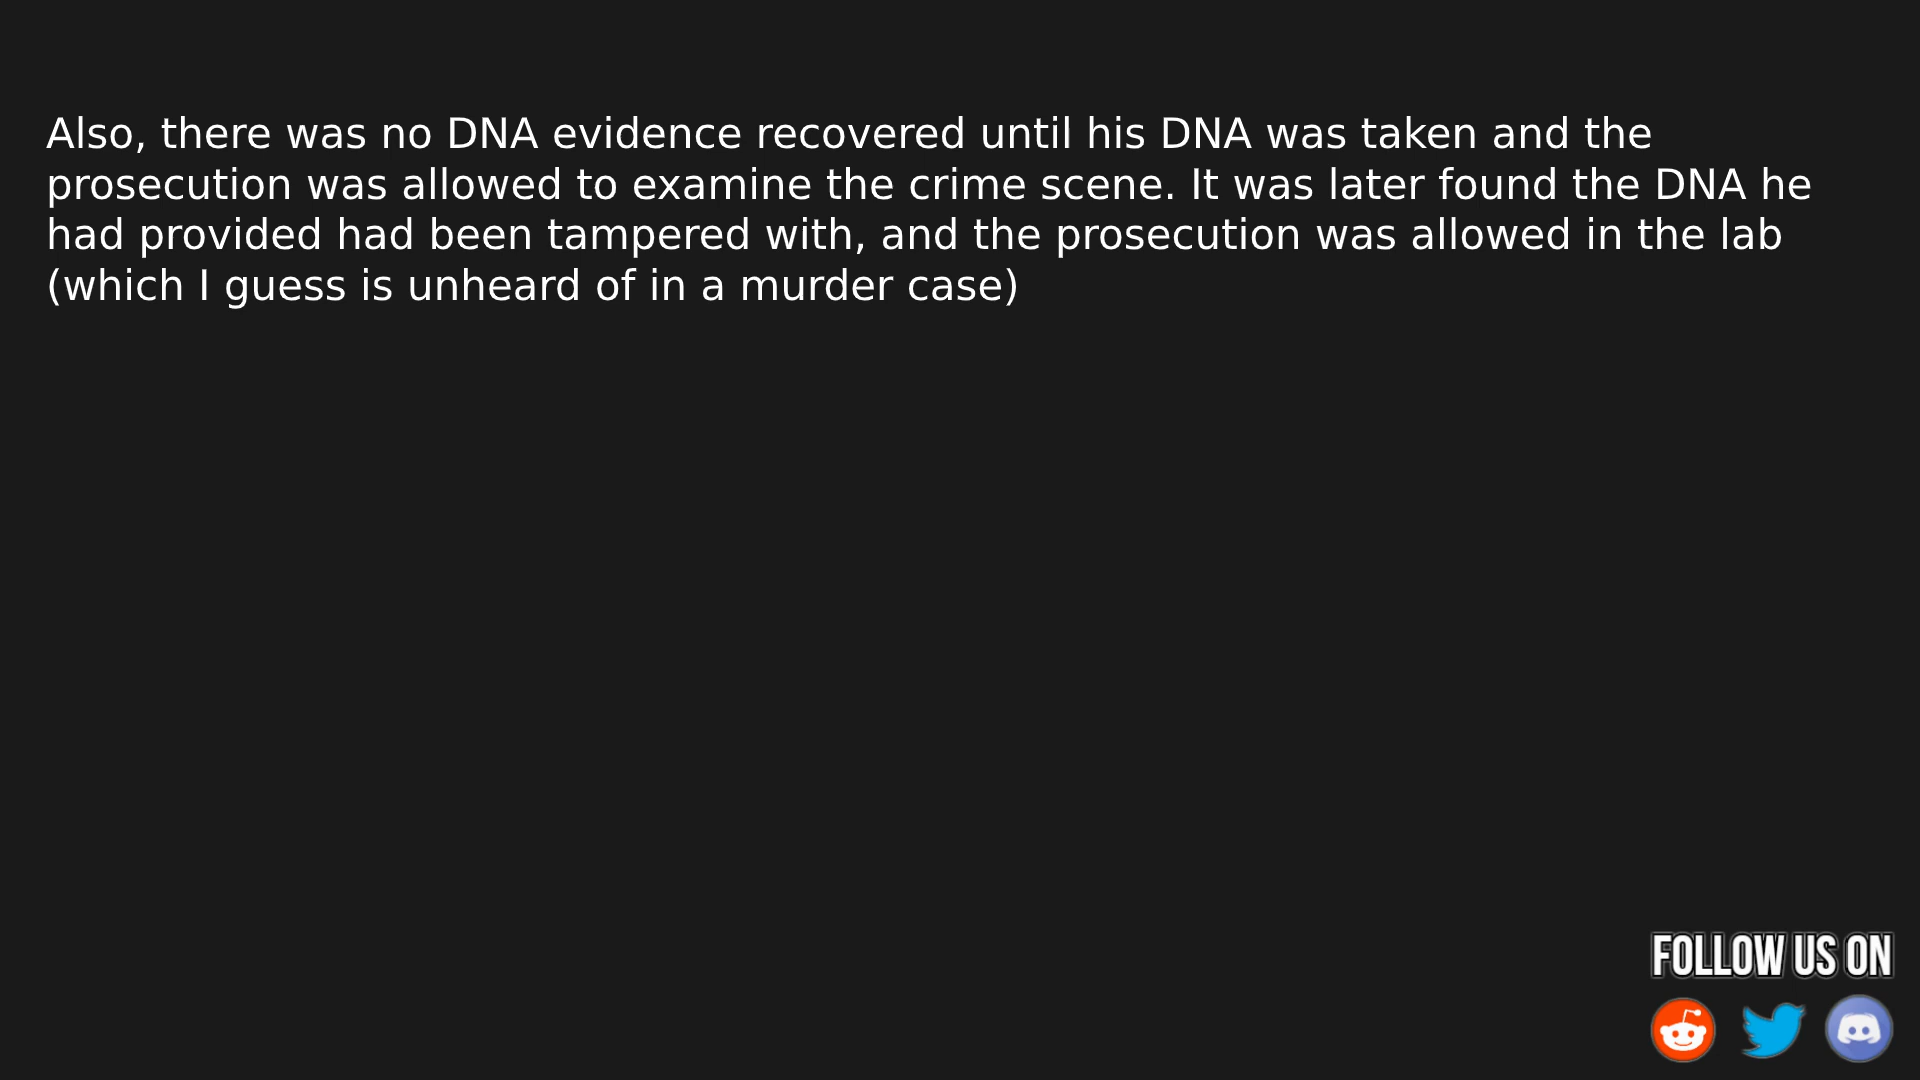 Also, there was no DNA evidence recovered until his DNA was taken and the
prosecution was allowed to examine the crime scene. It was later found the DNA he
had provided had been tampered with, and the prosecution was allowed in the lab
(which I guess is unheard of in a murder case)
FOLLOW US ON